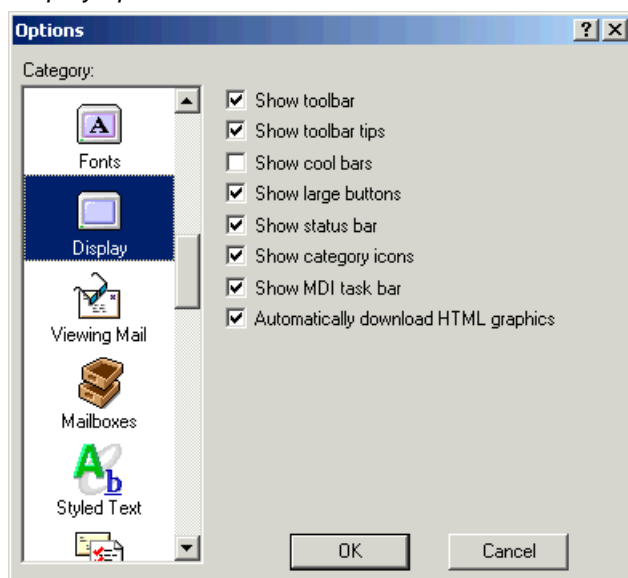 Options
Category:
Fonts
Display
Viewing Mail
Mailboxes
Styled Text
Show toolbar
Show toolbar tips
Show cool bars
Show large buttons
Show status bar
Show category icons
Show MDI task bar
Automatically download HTML graphics
OK
Cancel